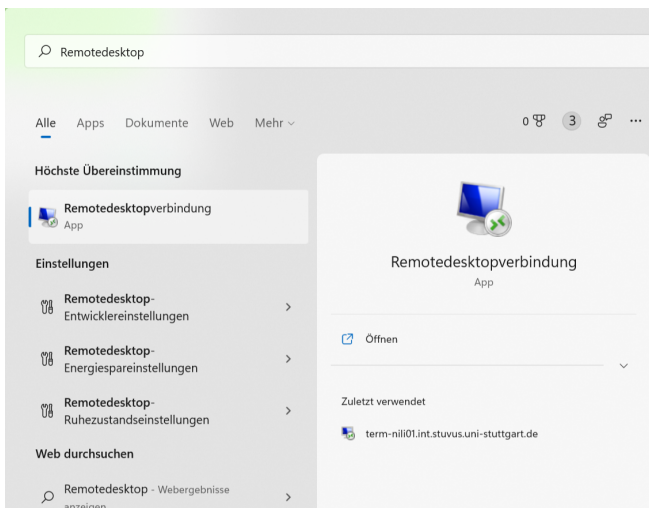 Remotedesktop
Alle Apps Dokumente Web Mehr
0 3 ...
Höchste Übereinstimmung
Remotedesktopverbindung
App
Einstellungen
Remotedesktop-
Entwicklereinstellungen
Remotedesktop-
Energiespareinstellungen
Remotedesktop-
Ruhezustandseinstellungen
Web durchsuchen
Remotedesktop - Webergebnisse
anzeigen
Remotedesktopverbindung
App
Öffnen
Zuletzt verwendet
term-nili01.int.stuvus.uni-stuttgart.de